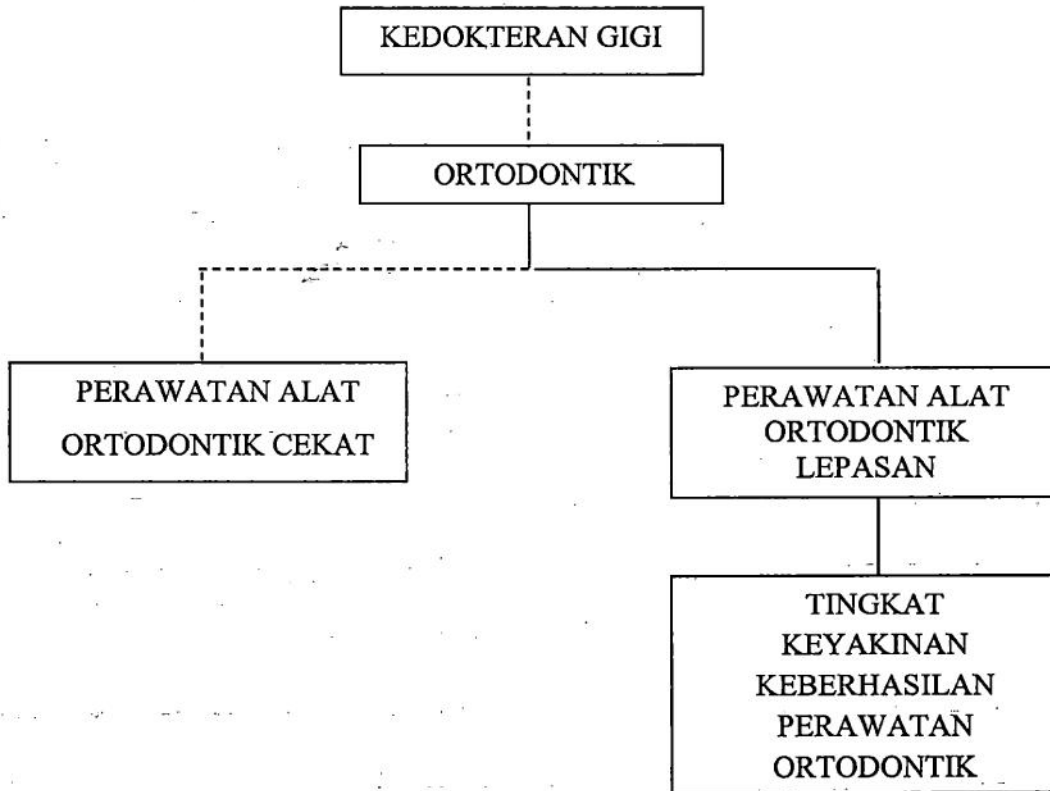 KEDOKTERAN GIGI
ORTODONTIK
PERAWATAN ALAT
ORTODONTIK CEKAT
PERAWATAN ALAT
ORTODONTIK
LEPASAN
TINGKAT
KEYAKINAN
KEBERHASILAN
PERAWATAN
ORTODONTIK